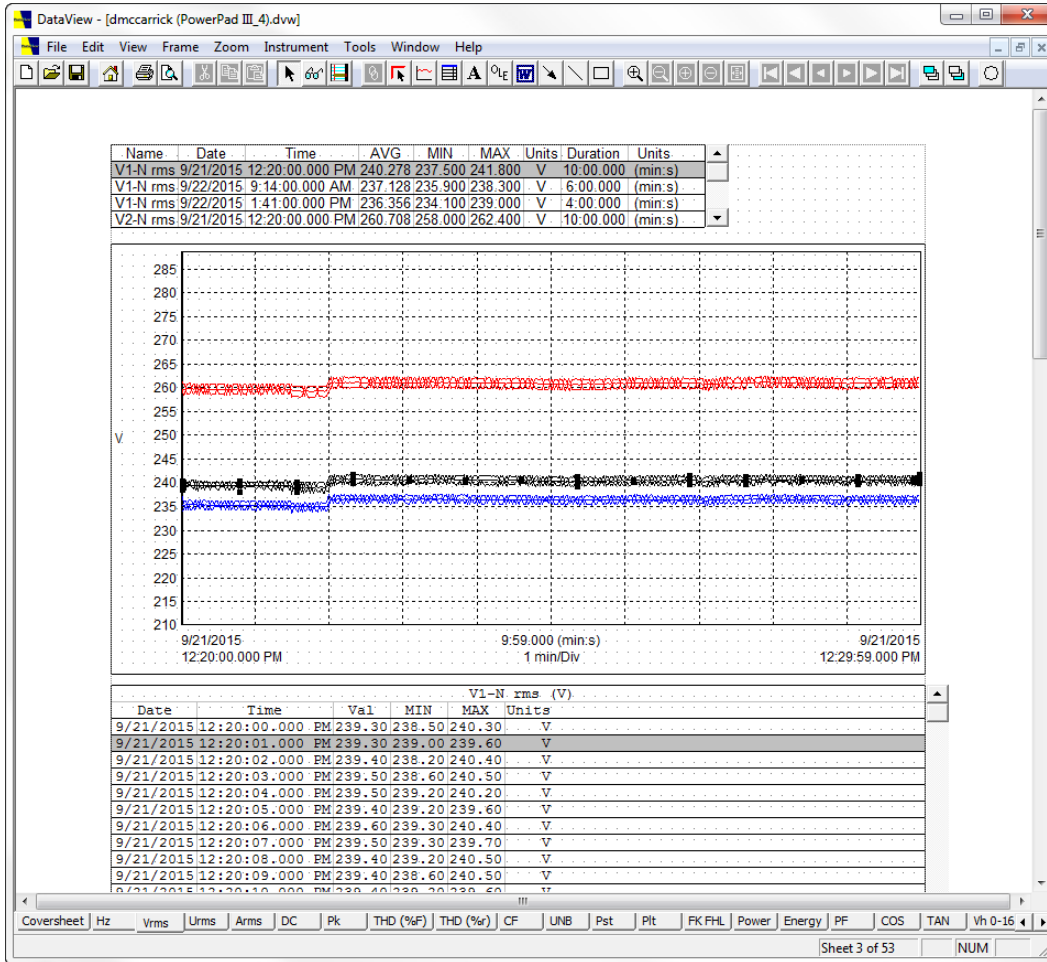 DataView - [dmccarrick (PowerPad III_4).dvw]
File Edit View Frame Zoom Instrument Tools Window Help
Name Date Time AVG MIN MAX Units Duration Units
V1-N rms 9/21/2015 12:20:00.000 PM 240.278 237.500 241.800 V 10:00.000 (min:s)
V1-N rms 9/22/2015 9:14:00.000 AM 237.128 235.900 238.300 V 6:00.000 (min:s)
V1-N rms 9/22/2015 1:41:00.000 PM 236.356 234.100 239.000 V 4:00.000 (min:s)
V2-N rms 9/21/2015 12:20:00.000 PM 260.708 258.000 262.400 V 10:00.000 (min:s)
285
280
275
270
265
260
255
250
V
245
240
235
230
225
220
215
210
9/21/2015 9:59.000 (min:s) 9/21/2015
12:20:00.000 PM 1 min/Div 12:29:59.000 PM
V1-N rms (V)
Date Time Val MIN MAX Units
9/21/2015 12:20:00.000 PM 239.30 238.50 240.30 V
9/21/2015 12:20:01.000 PM 239.30 239.00 239.60 V
9/21/2015 12:20:02.000 PM 239.40 238.20 240.40 V
9/21/2015 12:20:03.000 PM 239.50 238.60 240.50 V
9/21/2015 12:20:04.000 PM 239.50 239.20 240.20 V
9/21/2015 12:20:05.000 PM 239.40 239.20 239.60 V
9/21/2015 12:20:06.000 PM 239.60 239.30 240.40 V
9/21/2015 12:20:07.000 PM 239.50 239.30 239.70 V
9/21/2015 12:20:08.000 PM 239.40 239.20 240.50 V
9/21/2015 12:20:09.000 PM 239.40 238.60 240.50 V
9/21/2015 12:20:10.000 PM 239.40 239.20 239.60 V
Coversheet Hz Vrms Urms Arms DC Pk THD (%F) THD (%r) CF UNB Pst Plt FK FHL Power Energy PF COS TAN Vh 0-16
Sheet 3 of 53 NUM